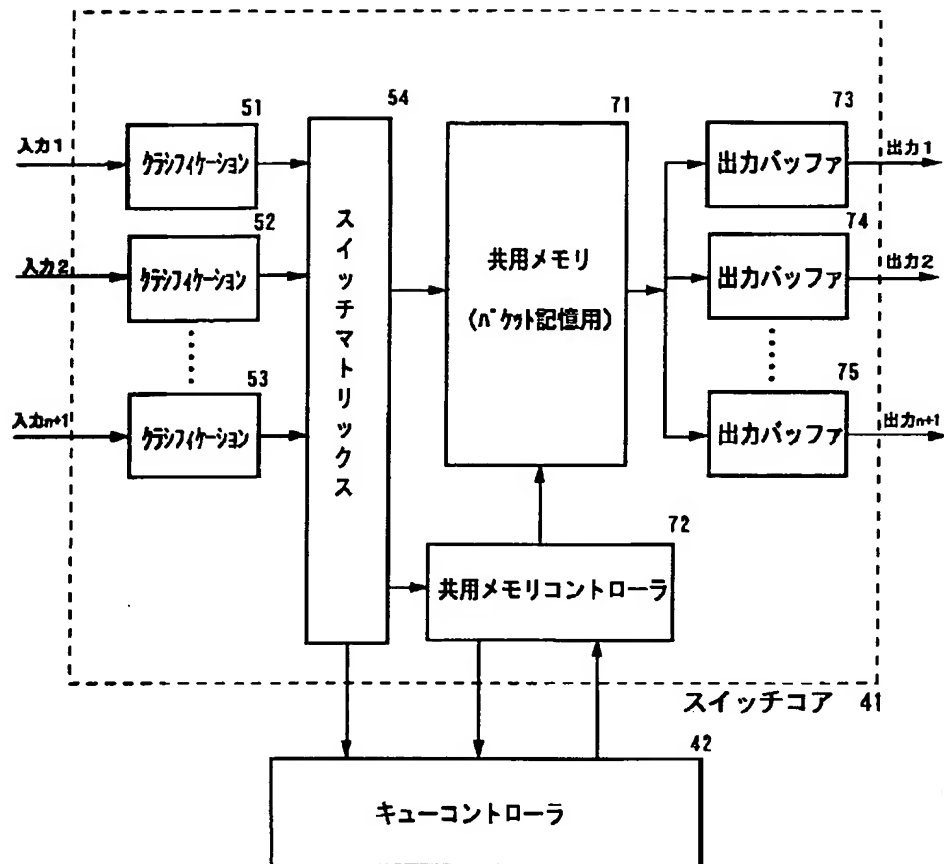 51
54
71
73
入力1
クラシフィケーション
出力バッファ
出力1
52
74
入力2
クラシフィケーション
スイッチマトリックス
共用メモリ
(パケット記憶用)
出力バッファ
出力2
53
75
入力n+1
クラシフィケーション
出力バッファ
出力n+1
72
共用メモリコントローラ
スイッチコア 41
42
キューコントローラ